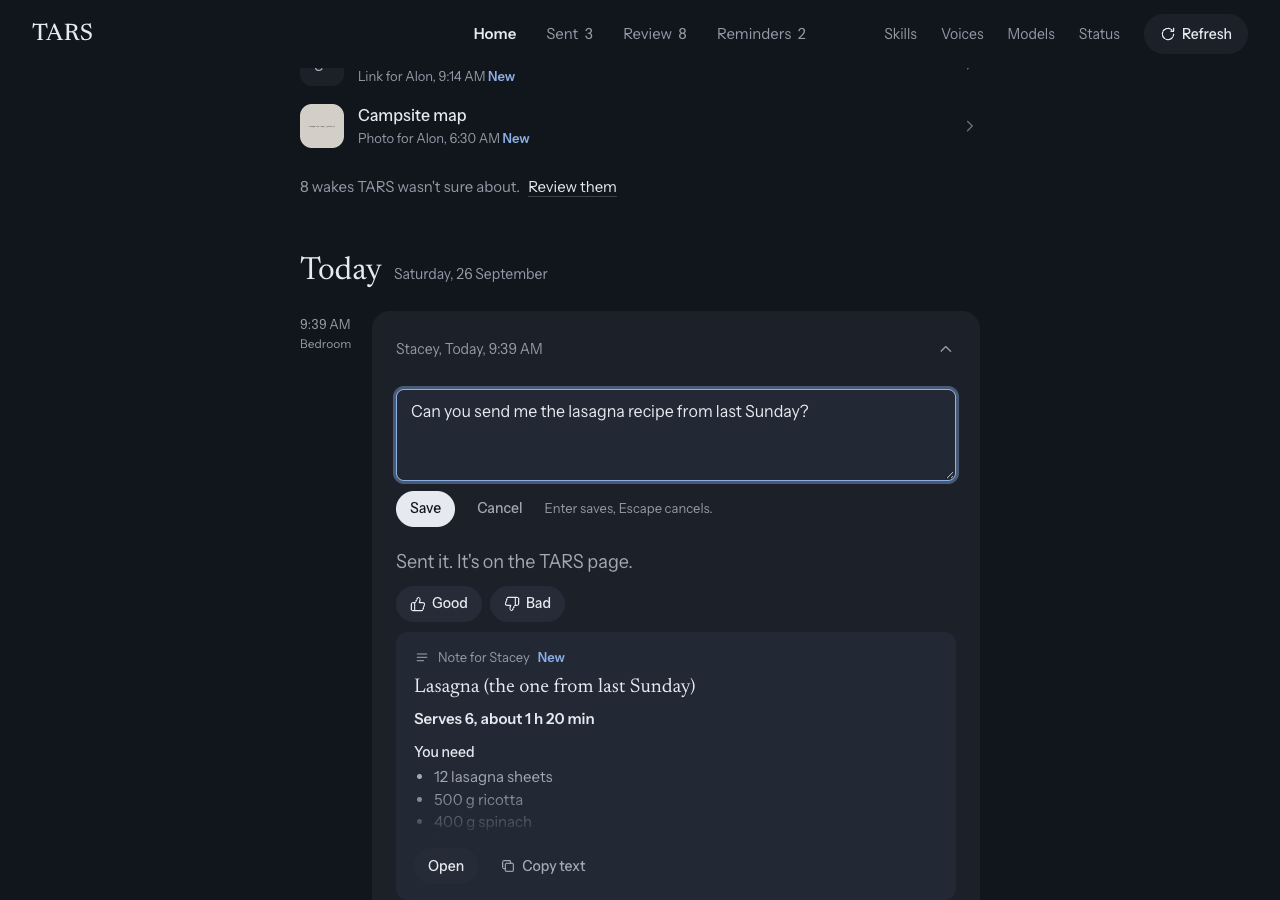 TARS
Home
Sent 3
Review 8
Reminders 2
Skills
Voices
Models
Status
Refresh
Link for Alon, 9:14 AM New
Campsite map
Photo for Alon, 6:30 AM New
8 wakes TARS wasn't sure about. Review them
Today Saturday, 26 September
9:39 AM
Bedroom
Stacey, Today, 9:39 AM
Can you send me the lasagna recipe from last Sunday?
Save
Cancel
Enter saves, Escape cancels.
Sent it. It's on the TARS page.
Good
Bad
Note for Stacey New
Lasagna (the one from last Sunday)
Serves 6, about 1 h 20 min
You need
• 12 lasagna sheets
• 500 g ricotta
• 400 g spinach
Open
Copy text